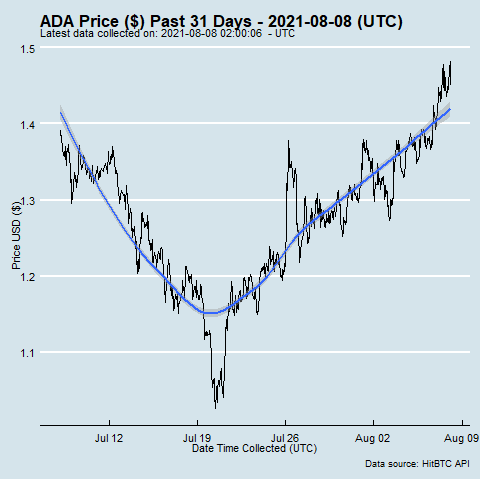 ADA Price ($) Past 31 Days - 2021-08-08 (UTC)
Latest data collected on: 2021-08-08 02:00:06 - UTC
1.5
1.4
1.3
1.2
1.1
Price USD ($)
Jul 12 Jul 19 Jul 26 Aug 02 Aug 09
Date Time Collected (UTC)
Data source: HitBTC API